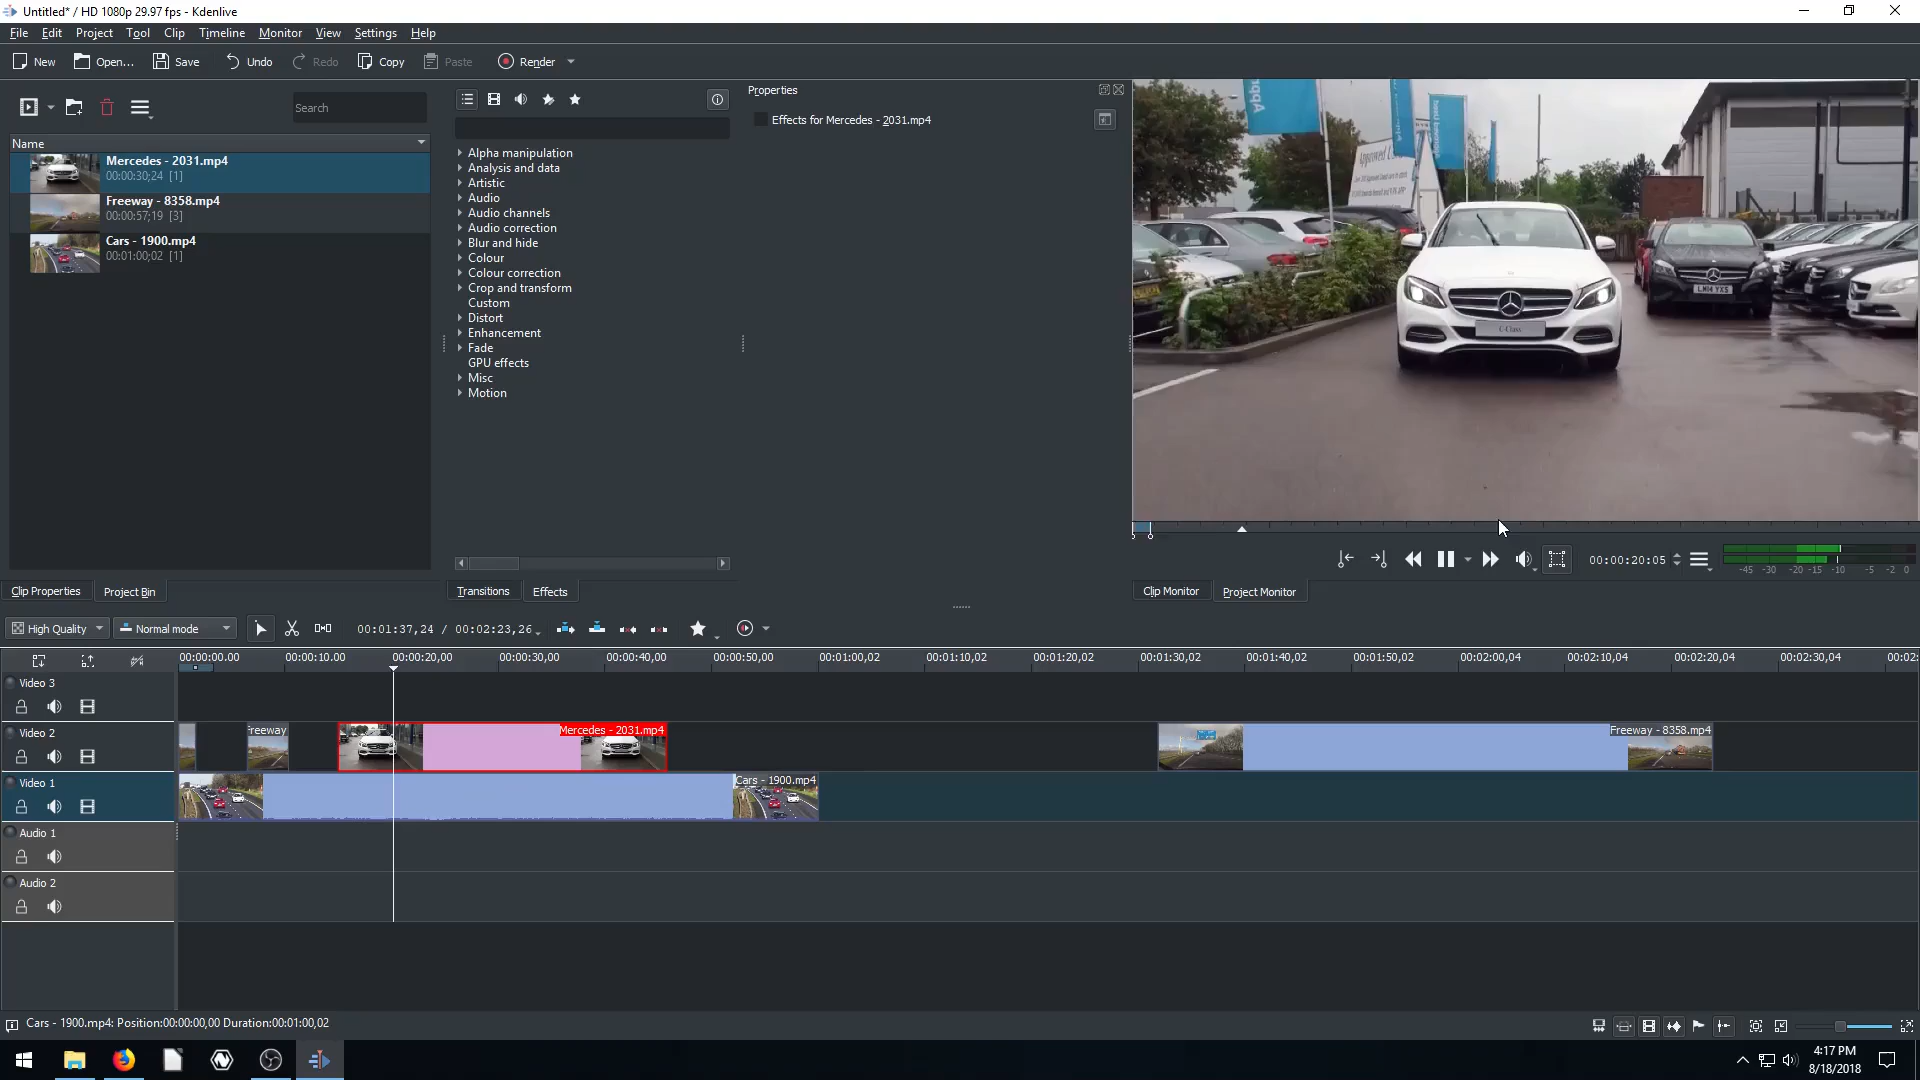 Untitled* / HD 1080p 29.97 fps - Kdenlive
File Edit Project Tool Clip Timeline Monitor View Settings Help
New Open... Save Undo Redo Copy Paste Render
Search
Name
Mercedes - 2031.mp4
00:00:30;24 [1]
Freeway - 8358.mp4
00:00:57;19 [3]
Cars - 1900.mp4
00:01:00;02 [1]
Clip Properties Project Bin
Alpha manipulation
Analysis and data
Artistic
Audio
Audio channels
Audio correction
Blur and hide
Colour
Colour correction
Crop and transform
Custom
Distort
Enhancement
Fade
GPU effects
Misc
Motion
Transitions Effects
Properties
Effects for Mercedes - 2031.mp4
Approved
C-Class
LM14 YXS
00:00:20:05
-45 -30 -20 -15 -10 -5 -2 0
Clip Monitor Project Monitor
High Quality Normal mode 00:01:37,24 / 00:02:23,26
00:00:00.00 00:00:10.00 00:00:20,00 00:00:30,00 00:00:40,00 00:00:50,00 00:01:00,02 00:01:10,02 00:01:20,02 00:01:30,02 00:01:40,02 00:01:50,02 00:02:00,04 00:02:10,04 00:02:20,04 00:02:30,04 00:02:
Video 3
Video 2
reeway Mercedes - 2031.mp4 Freeway - 8358.mp4
Video 1
Cars - 1900.mp4
Audio 1
Audio 2
Cars - 1900.mp4: Position:00:00:00,00 Duration:00:01:00,02
4:17 PM
8/18/2018